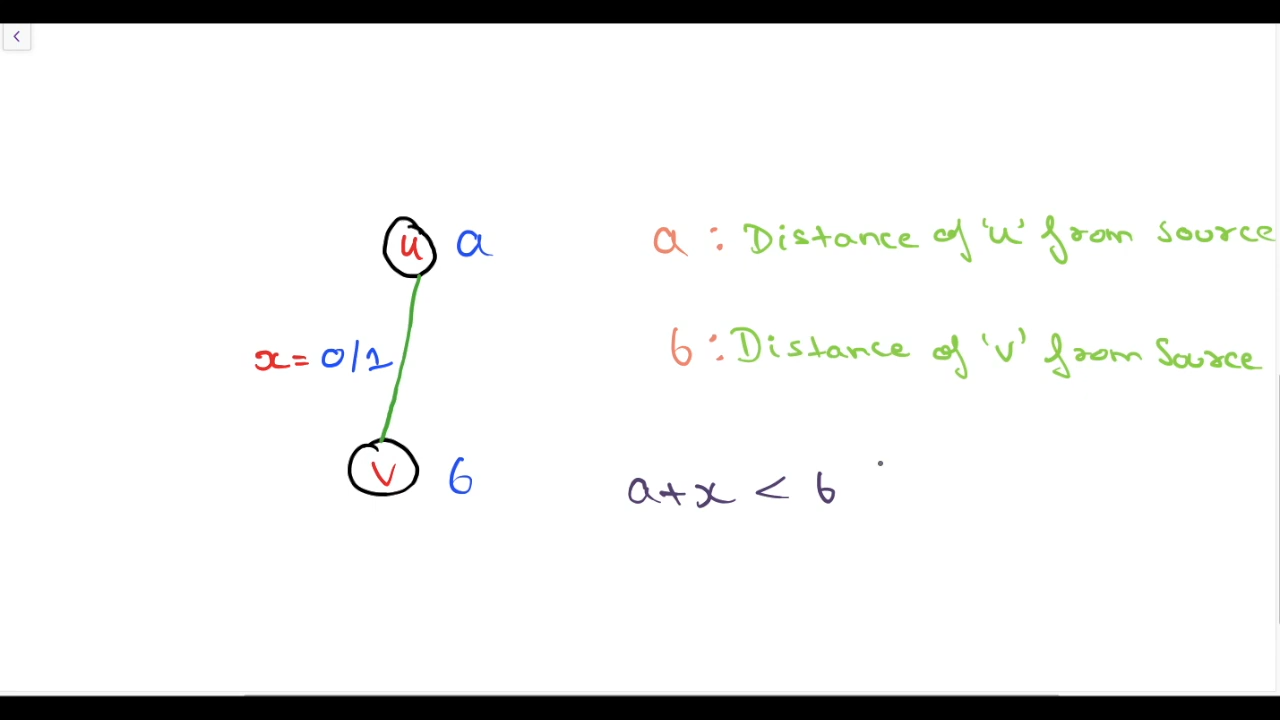 u a
a : Distance of 'u' from source
x = 0/1
b : Distance of 'v' from Source
v b
a+x < b